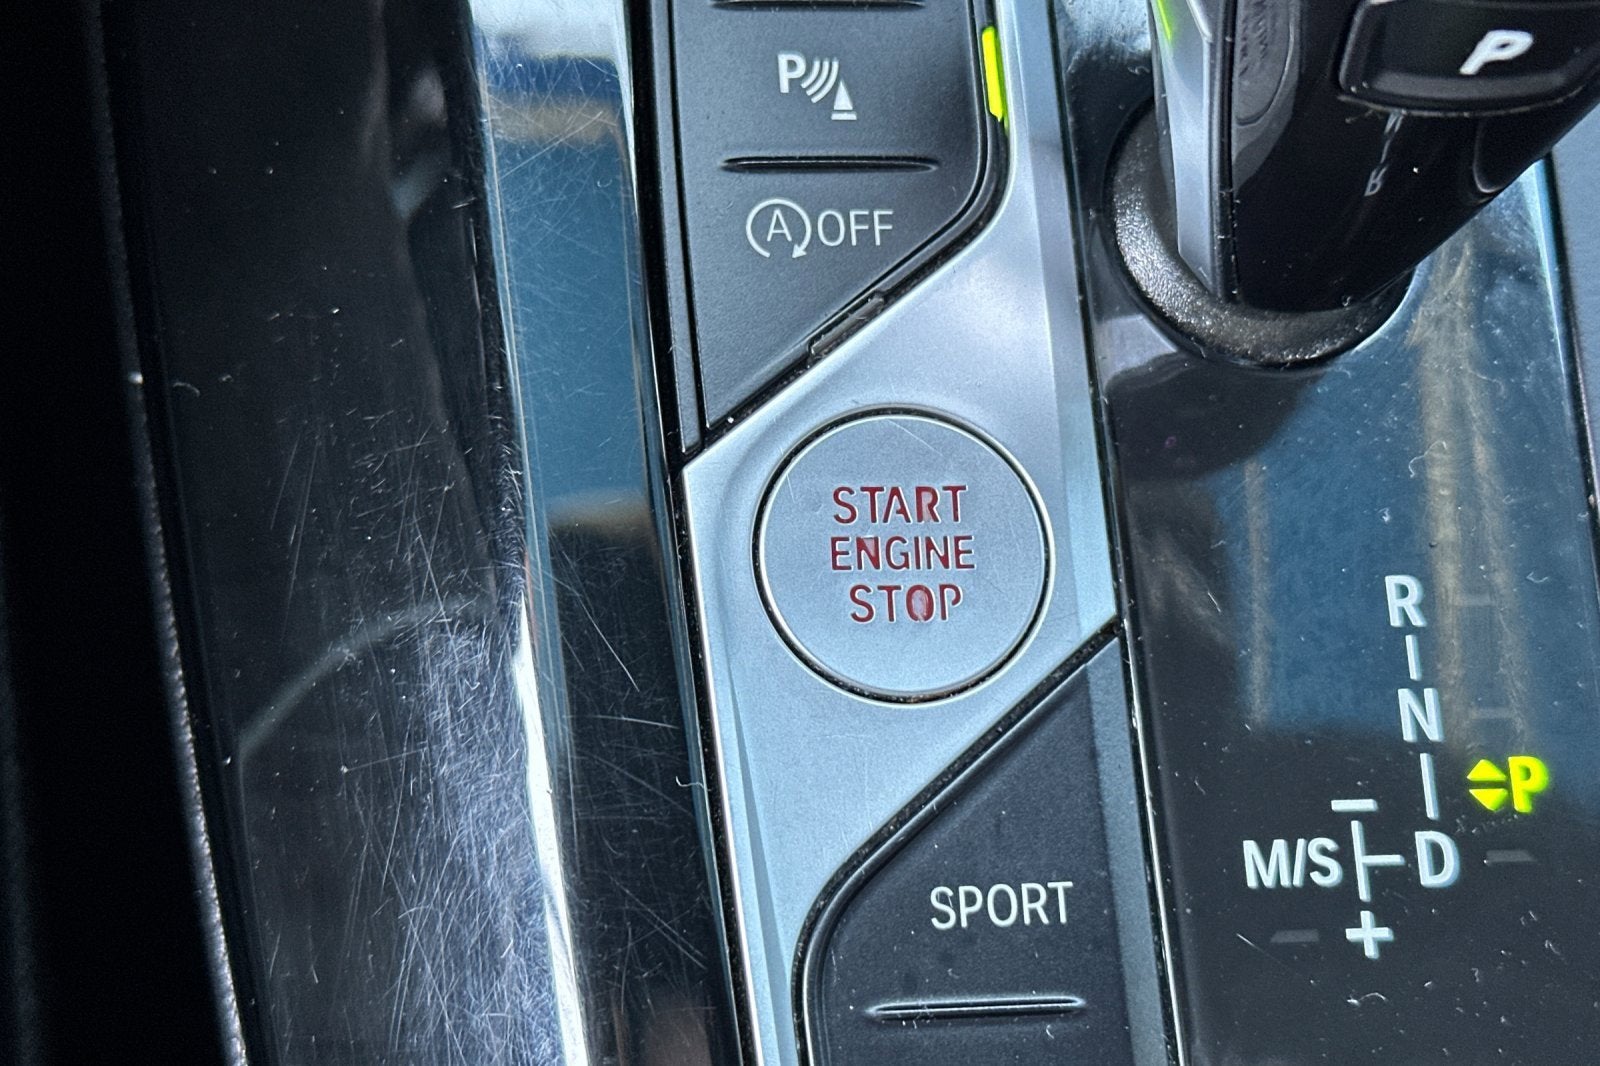 P
P
A OFF
START
ENGINE
STOP
R
N
P
M/S D
+
SPORT